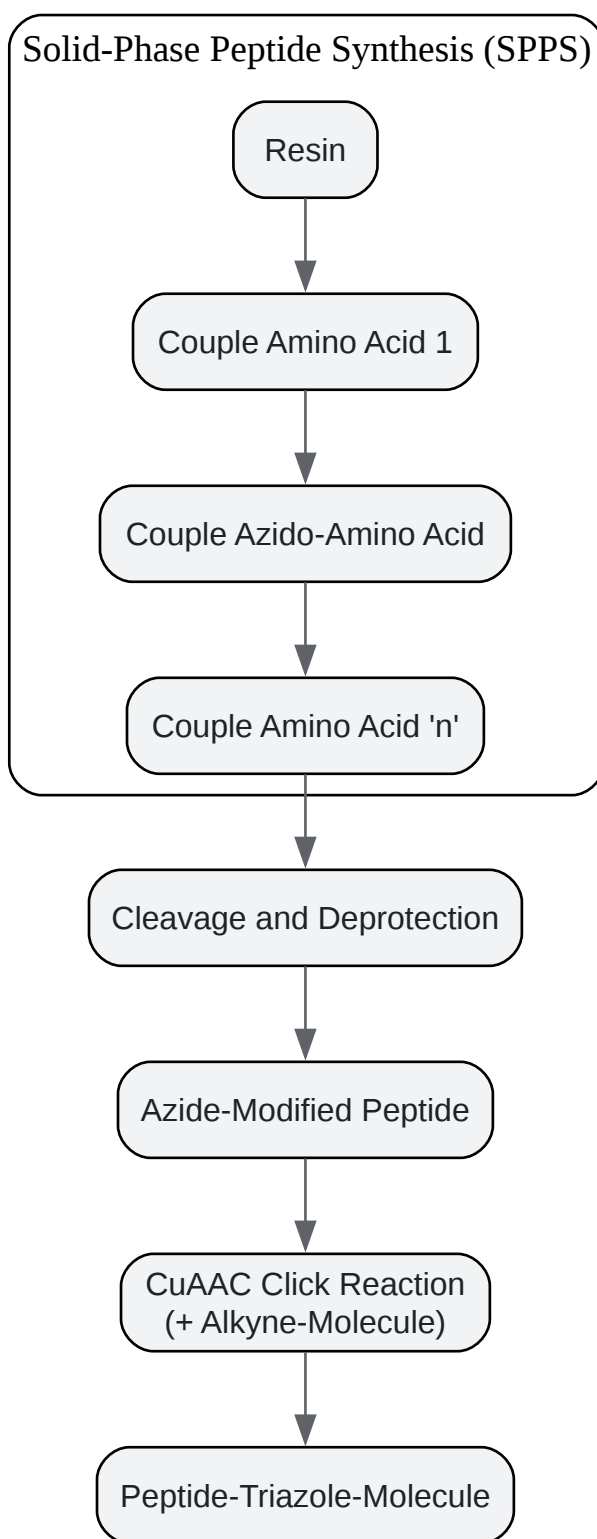 Solid-Phase Peptide Synthesis (SPPS)
Resin
Couple Amino Acid 1
Couple Azido-Amino Acid
Couple Amino Acid 'n'
Cleavage and Deprotection
Azide-Modified Peptide
CuAAC Click Reaction
(+ Alkyne-Molecule)
Peptide-Triazole-Molecule